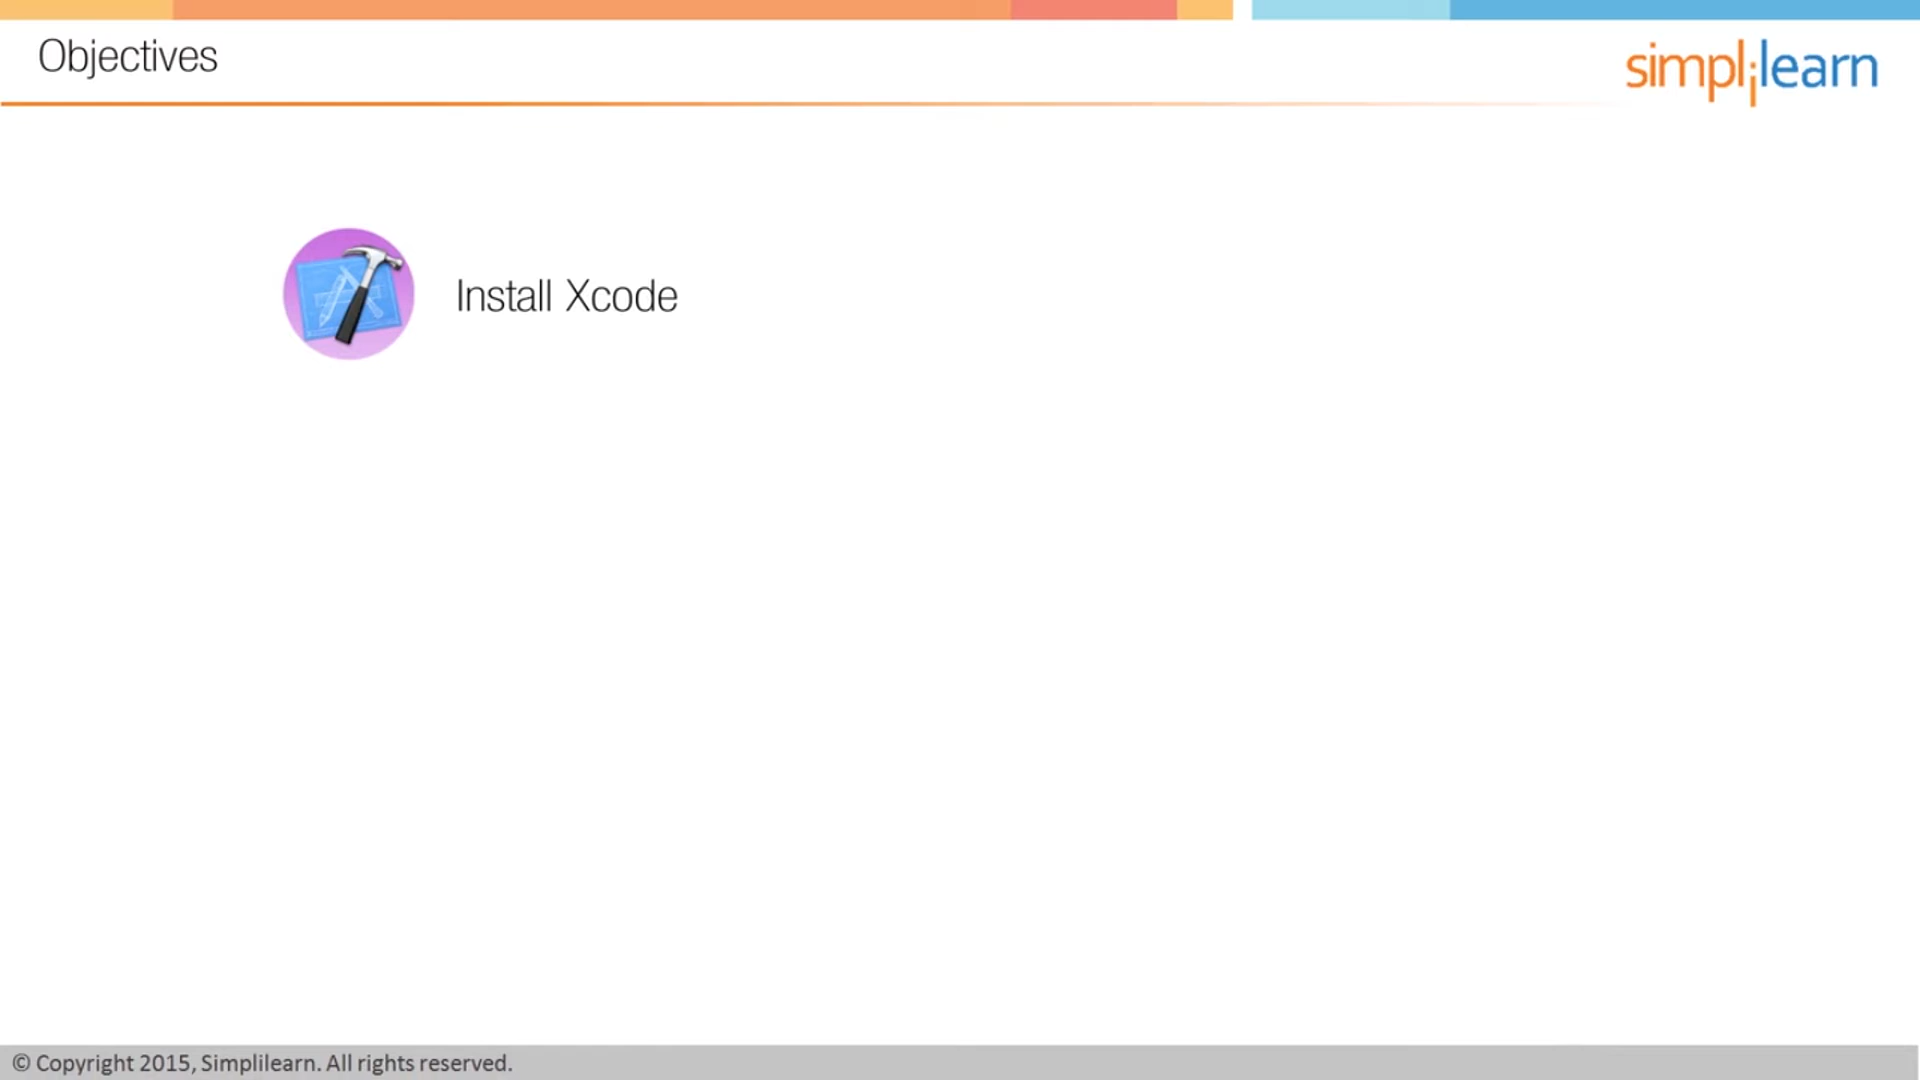 Objectives
simplilearn
Install Xcode
© Copyright 2015, Simplilearn. All rights reserved.